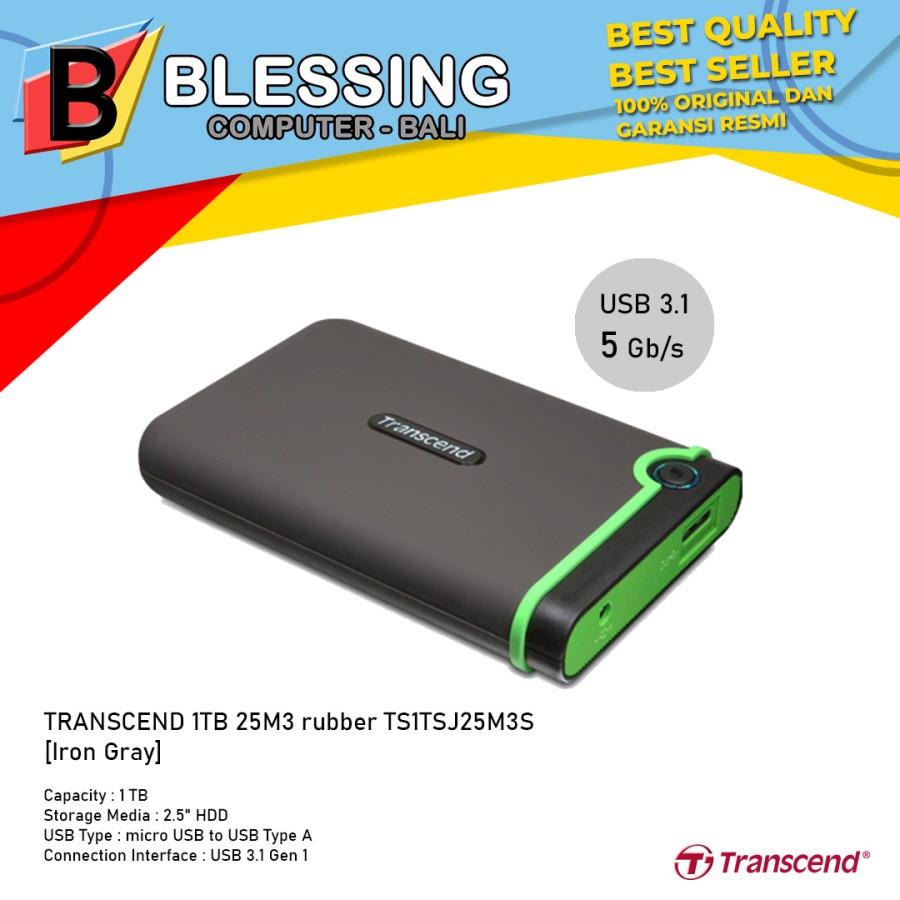 B BLESSING
COMPUTER - BALI
BEST QUALITY
BEST SELLER
100% ORIGINAL DAN
GARANSI RESMI
USB 3.1
5 Gb/s
Transcend
TRANSCEND 1TB 25M3 rubber TS1TSJ25M3S
[Iron Gray]
Capacity : 1 TB
Storage Media : 2.5" HDD
USB Type : micro USB to USB Type A
Connection Interface : USB 3.1 Gen 1
Transcend®